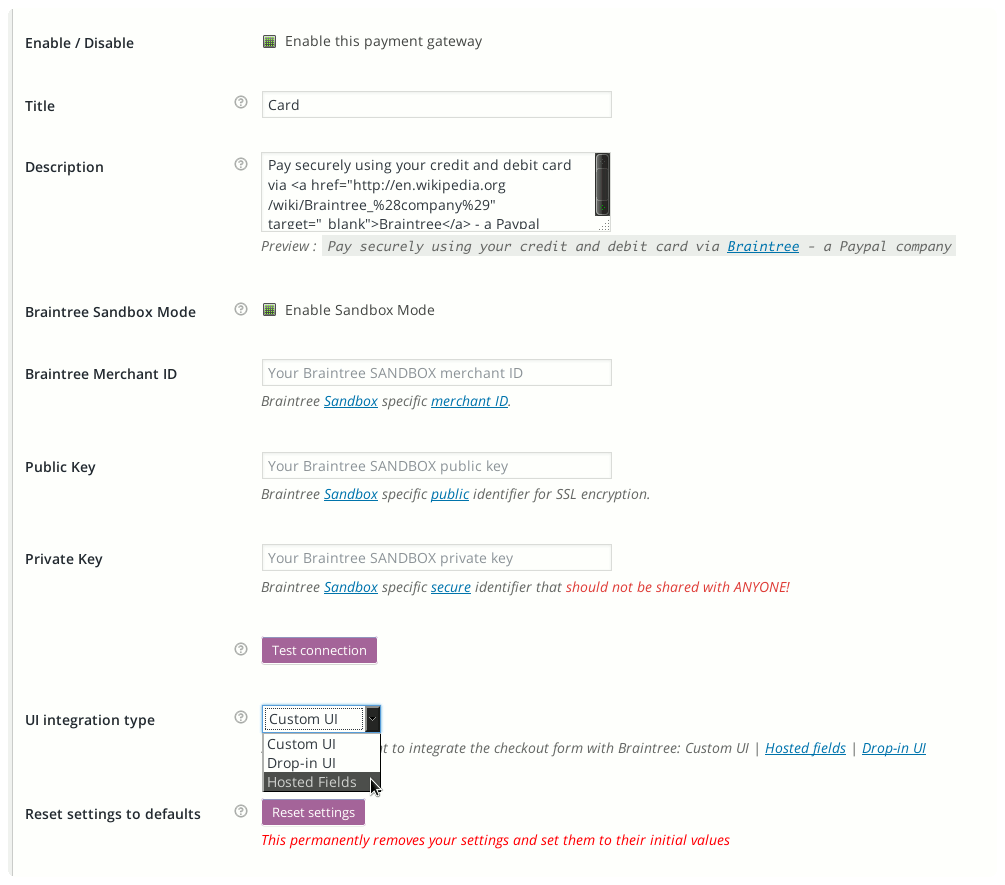 Enable / Disable
Enable this payment gateway
Title
Card
Description
Pay securely using your credit and debit card
via <a href="http://en.wikipedia.org
/wiki/Braintree_%28company%29"
target="_blank">Braintree</a> - a Paypal
Preview : Pay securely using your credit and debit card via Braintree - a Paypal company
Braintree Sandbox Mode
Enable Sandbox Mode
Braintree Merchant ID
Your Braintree SANDBOX merchant ID
Braintree Sandbox specific merchant ID.
Public Key
Your Braintree SANDBOX public key
Braintree Sandbox specific public identifier for SSL encryption.
Private Key
Your Braintree SANDBOX private key
Braintree Sandbox specific secure identifier that should not be shared with ANYONE!
Test connection
UI integration type
Custom UI
Custom UI
to integrate the checkout form with Braintree: Custom UI | Hosted fields | Drop-in UI
Drop-in UI
Hosted Fields
Reset settings to defaults
Reset settings
This permanently removes your settings and set them to their initial values